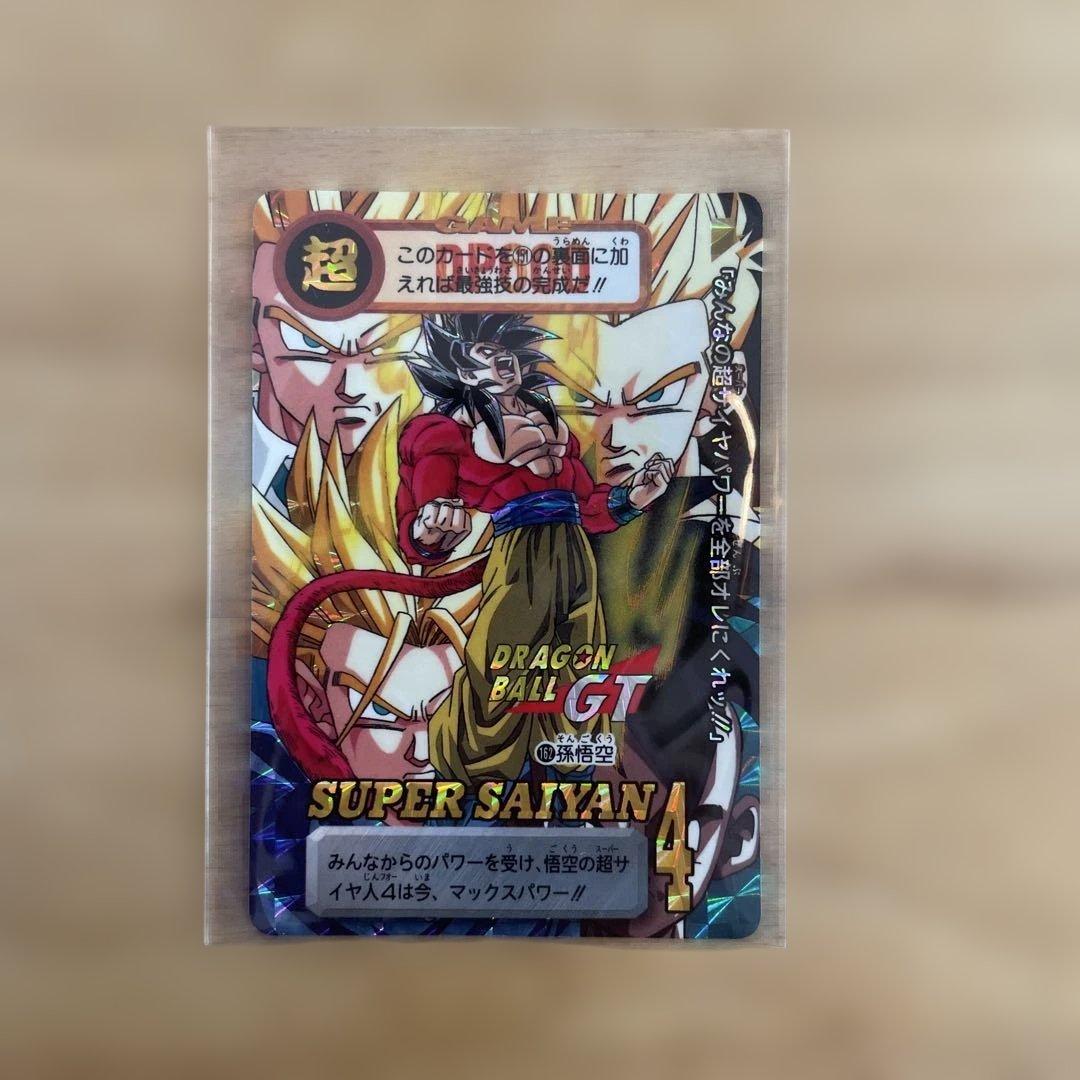 GAME
超
このカードを151の裏面に加
えれば最強技の完成だ!!
「みんなの超サイヤパワーを全部オレにくれッ!!」
DRAGON
BALL GT
162 孫悟空
SUPER SAIYAN 4
みんなからのパワーを受け、悟空の超サ
イヤ人4は今、マックスパワー!!